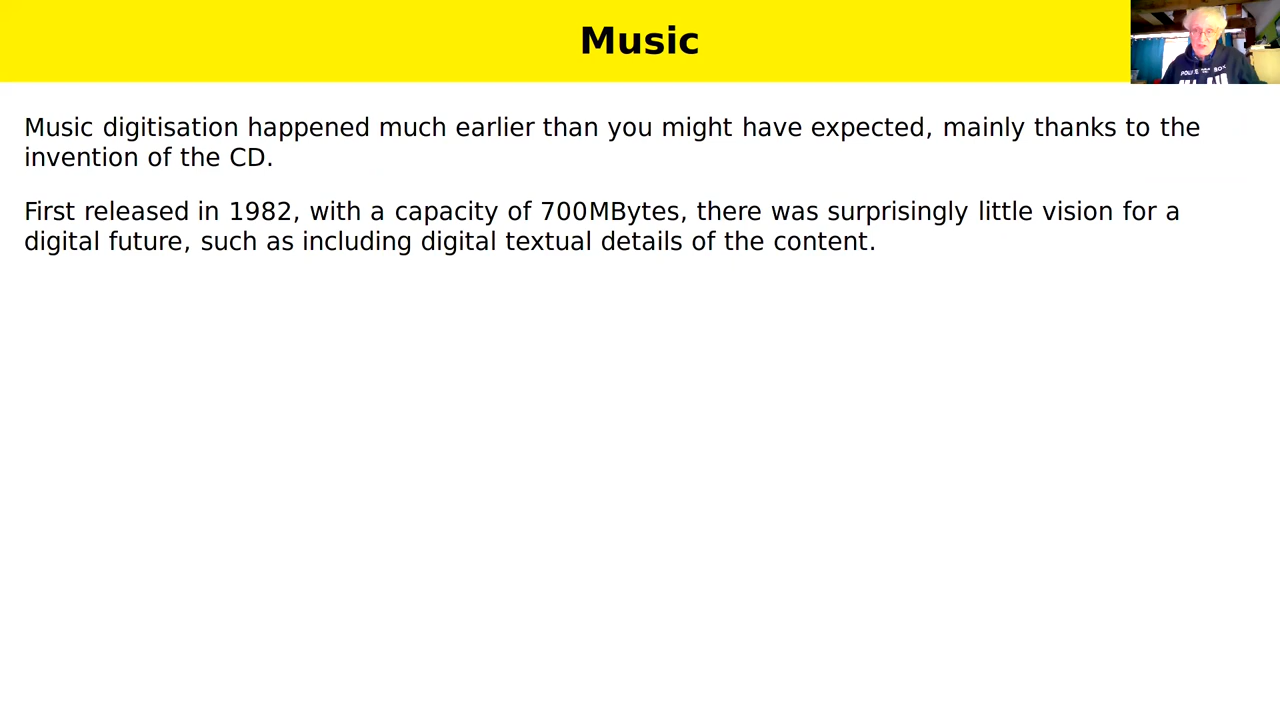 Music
Music digitisation happened much earlier than you might have expected, mainly thanks to the
invention of the CD.
First released in 1982, with a capacity of 700MBytes, there was surprisingly little vision for a
digital future, such as including digital textual details of the content.